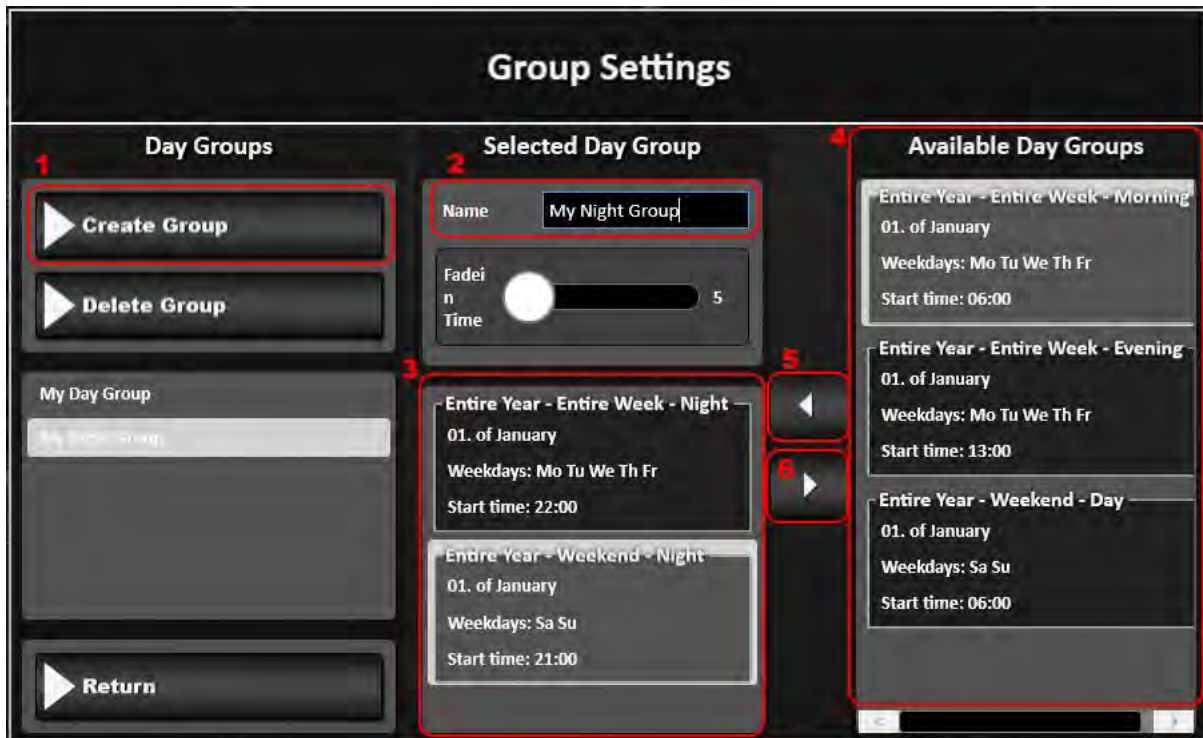 Group Settings
Day Groups
1
Create Group
Delete Group
My Day Group
Return
Selected Day Group
2
Name My Night Group
Fadei
n
Time
5
3
Entire Year - Entire Week - Night
01. of January
Weekdays: Mo Tu We Th Fr
Start time: 22:00
Entire Year - Weekend - Night
01. of January
Weekdays: Sa Su
Start time: 21:00
5
6
4
Available Day Groups
Entire Year - Entire Week - Morning
01. of January
Weekdays: Mo Tu We Th Fr
Start time: 06:00
Entire Year - Entire Week - Evening
01. of January
Weekdays: Mo Tu We Th Fr
Start time: 13:00
Entire Year - Weekend - Day
01. of January
Weekdays: Sa Su
Start time: 06:00